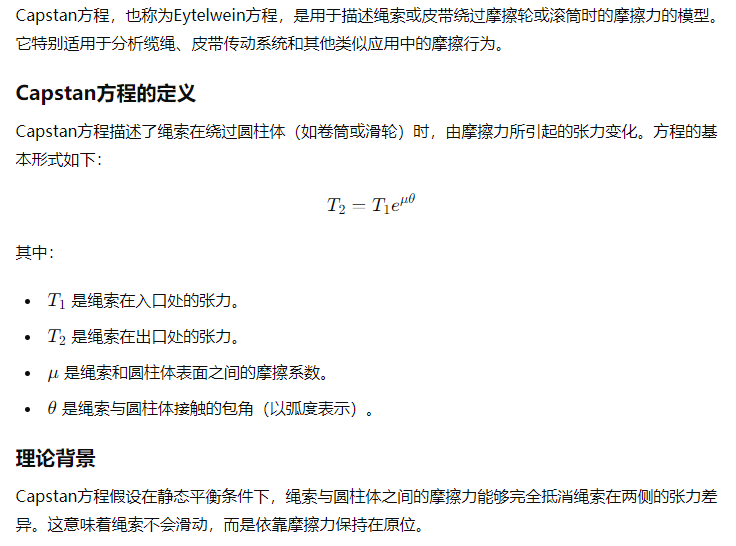 Capstan方程，也称为Eytelwein方程，是用于描述绳索或皮带绕过摩擦轮或滚筒时的摩擦力的模型。
它特别适用于分析缆绳、皮带传动系统和其他类似应用中的摩擦行为。
Capstan方程的定义
Capstan方程描述了绳索在绕过圆柱体（如卷筒或滑轮）时，由摩擦力所引起的张力变化。方程的基
本形式如下：
T₂ = T₁e^{μθ}
其中：
• T₁ 是绳索在入口处的张力。
• T₂ 是绳索在出口处的张力。
• μ 是绳索和圆柱体表面之间的摩擦系数。
• θ 是绳索与圆柱体接触的包角（以弧度表示）。
理论背景
Capstan方程假设在静态平衡条件下，绳索与圆柱体之间的摩擦力能够完全抵消绳索在两侧的张力差
异。这意味着绳索不会滑动，而是依靠摩擦力保持在原位。